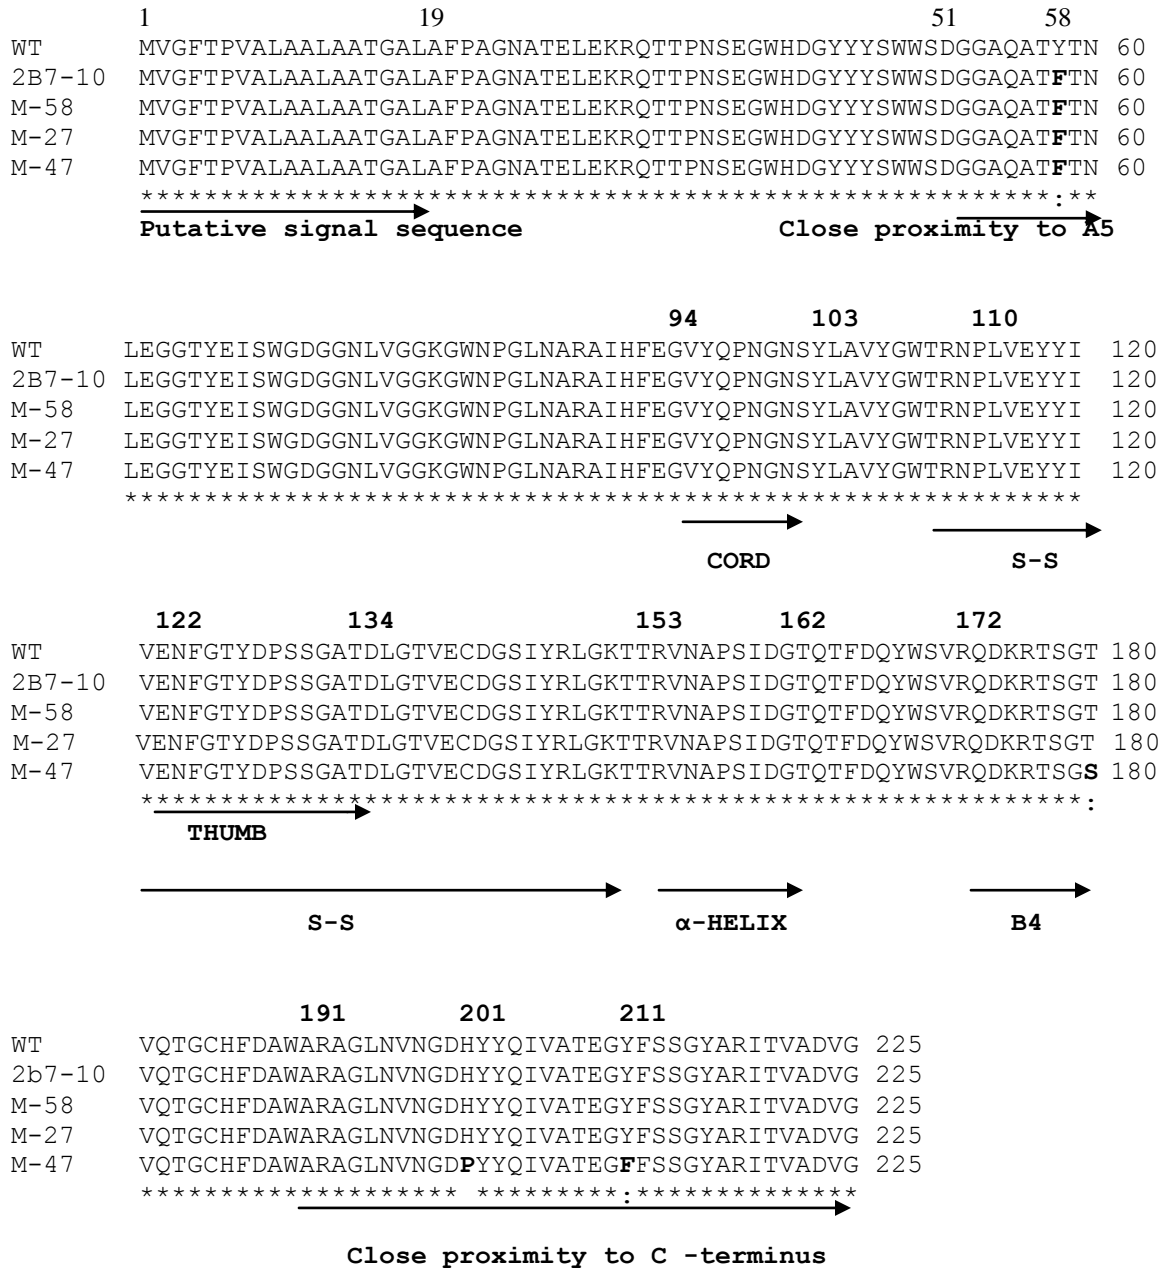 1 19 51 58
WT MVGFTPVALAALAATGALAFPAGNATELEKRQTTPNSEGWHDGYYYSWWSDGGAQATYTN 60
2B7-10 MVGFTPVALAALAATGALAFPAGNATELEKRQTTPNSEGWHDGYYYSWWSDGGAQATFTN 60
M-58 MVGFTPVALAALAATGALAFPAGNATELEKRQTTPNSEGWHDGYYYSWWSDGGAQATFTN 60
M-27 MVGFTPVALAALAATGALAFPAGNATELEKRQTTPNSEGWHDGYYYSWWSDGGAQATFTN 60
M-47 MVGFTPVALAALAATGALAFPAGNATELEKRQTTPNSEGWHDGYYYSWWSDGGAQATFTN 60
*********************************************************:**
Putative signal sequence Close proximity to A5
94 103 110
WT LEGGTYEISWGDGGNLVGGKGWNPGLNARAIHFEGVYQPNGNSYLAVYGWTRNPLVEYYI 120
2B7-10 LEGGTYEISWGDGGNLVGGKGWNPGLNARAIHFEGVYQPNGNSYLAVYGWTRNPLVEYYI 120
M-58 LEGGTYEISWGDGGNLVGGKGWNPGLNARAIHFEGVYQPNGNSYLAVYGWTRNPLVEYYI 120
M-27 LEGGTYEISWGDGGNLVGGKGWNPGLNARAIHFEGVYQPNGNSYLAVYGWTRNPLVEYYI 120
M-47 LEGGTYEISWGDGGNLVGGKGWNPGLNARAIHFEGVYQPNGNSYLAVYGWTRNPLVEYYI 120
************************************************************
CORD S-S
122 134 153 162 172
WT VENFGTYDPSSGATDLGTVECDGSIYRLGKTTRVNAPSIDGTQTFDQYWSVRQDKRTSGT 180
2B7-10 VENFGTYDPSSGATDLGTVECDGSIYRLGKTTRVNAPSIDGTQTFDQYWSVRQDKRTSGT 180
M-58 VENFGTYDPSSGATDLGTVECDGSIYRLGKTTRVNAPSIDGTQTFDQYWSVRQDKRTSGT 180
M-27 VENFGTYDPSSGATDLGTVECDGSIYRLGKTTRVNAPSIDGTQTFDQYWSVRQDKRTSGT 180
M-47 VENFGTYDPSSGATDLGTVECDGSIYRLGKTTRVNAPSIDGTQTFDQYWSVRQDKRTSGS 180
***********************************************************:
THUMB
S-S α-HELIX B4
191 201 211
WT VQTGCHFDAWARAGLNVNGDHYYQIVATEGYFSSGYARITVADVG 225
2b7-10 VQTGCHFDAWARAGLNVNGDHYYQIVATEGYFSSGYARITVADVG 225
M-58 VQTGCHFDAWARAGLNVNGDHYYQIVATEGYFSSGYARITVADVG 225
M-27 VQTGCHFDAWARAGLNVNGDHYYQIVATEGYFSSGYARITVADVG 225
M-47 VQTGCHFDAWARAGLNVNGDPYYQIVATEGFFSSGYARITVADVG 225
******************** *********:**************
Close proximity to C -terminus